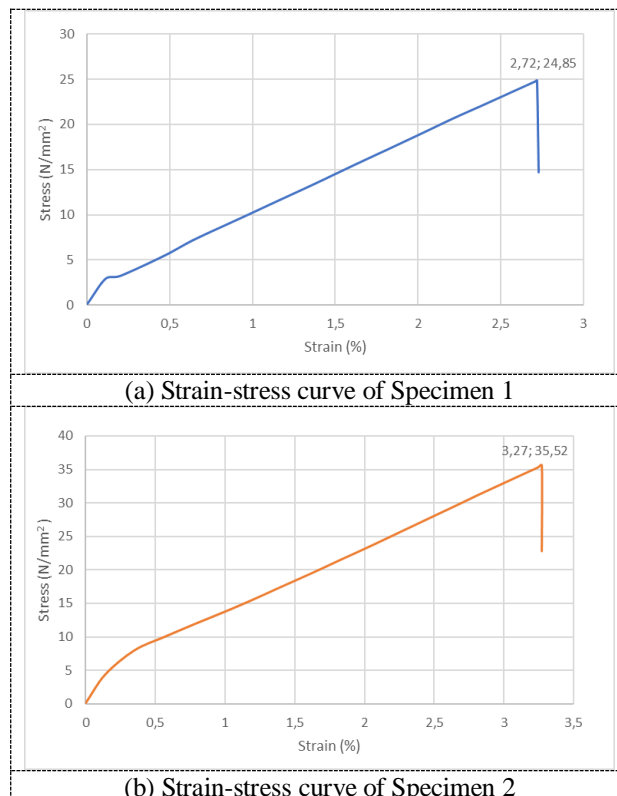 30
2,72; 24,85
25
20
15
10
5
0
Stress (N/mm²)
0 0,5 1 1,5 2 2,5 3
Strain (%)
(a) Strain-stress curve of Specimen 1
40
3,27; 35,52
35
30
25
20
15
10
5
0
Stress (N/mm²)
0 0,5 1 1,5 2 2,5 3 3,5
Strain (%)
(b) Strain-stress curve of Specimen 2